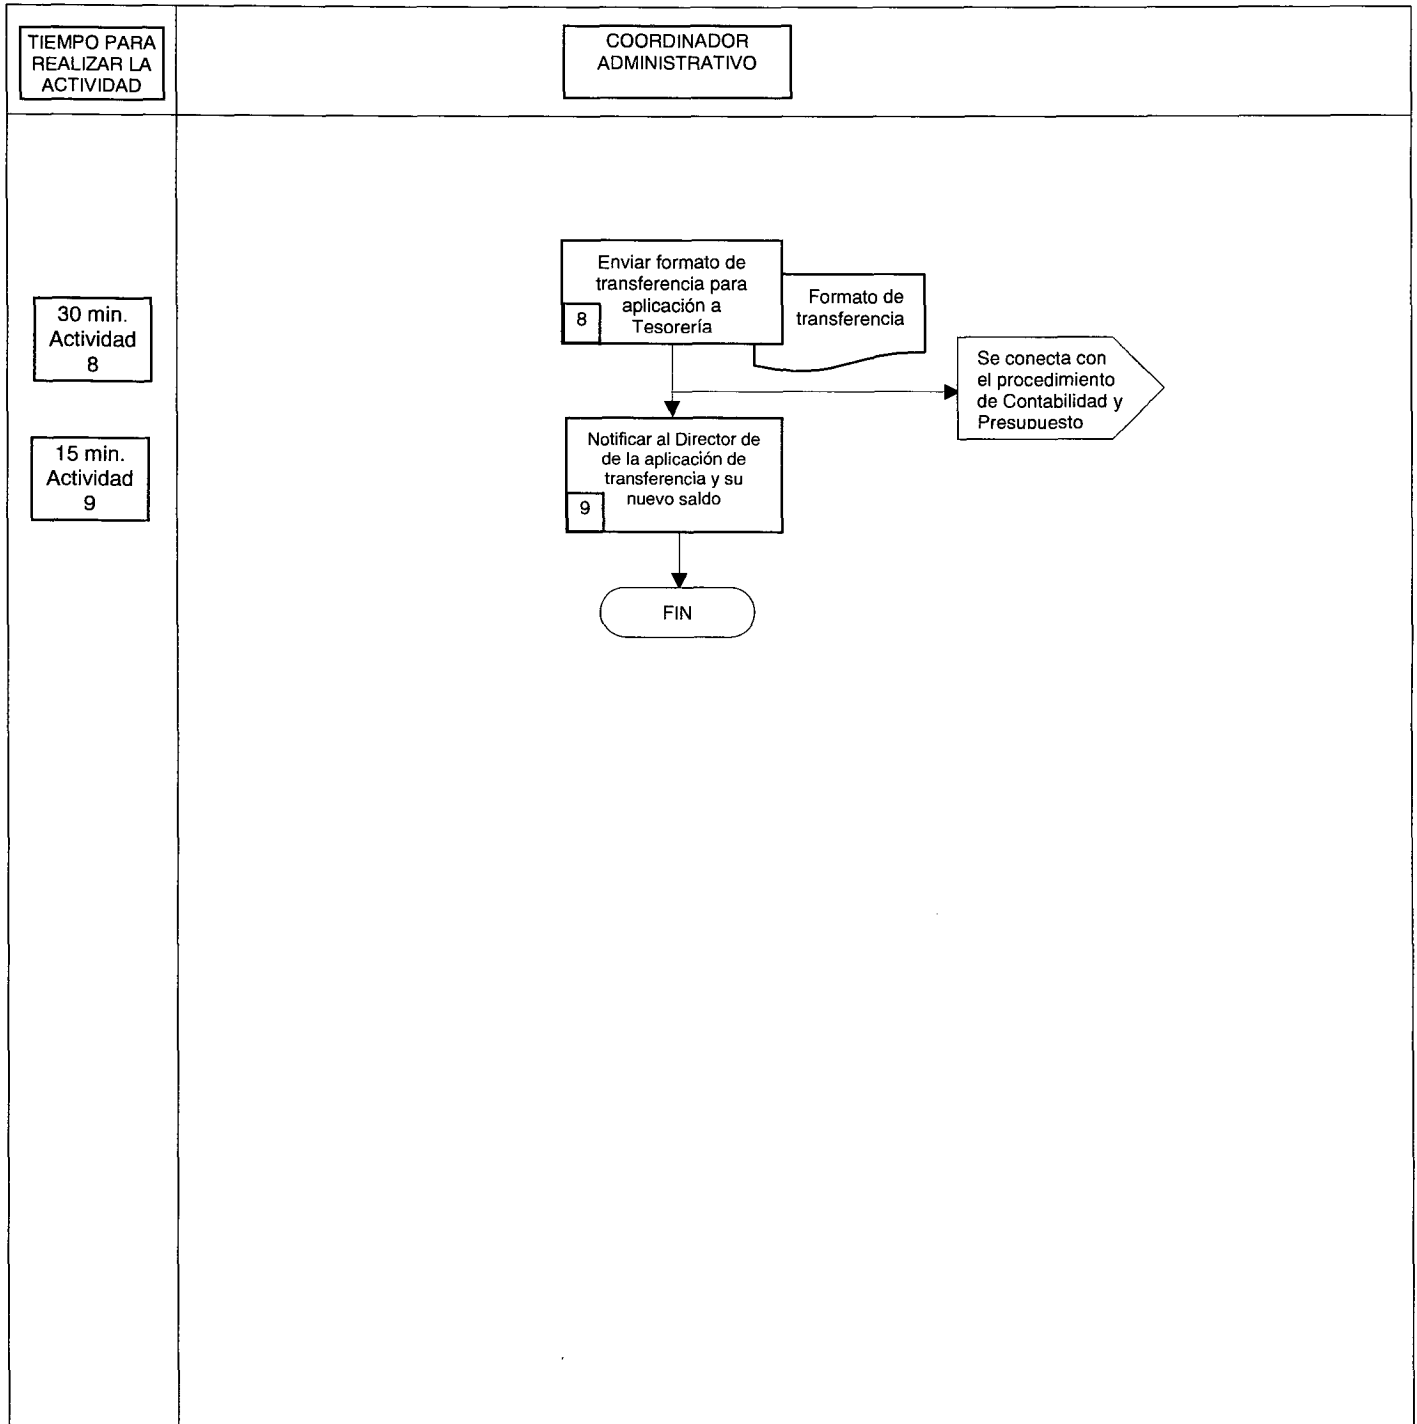 TIEMPO PARA
REALIZAR LA
ACTIVIDAD
COORDINADOR
ADMINISTRATIVO
30 min.
Actividad
8
Enviar formato de
transferencia para
aplicación a
Tesorería
8
Formato de
transferencia
Se conecta con
el procedimiento
de Contabilidad y
Presupuesto
15 min.
Actividad
9
Notificar al Director de
de la aplicación de
transferencia y su
nuevo saldo
9
FIN